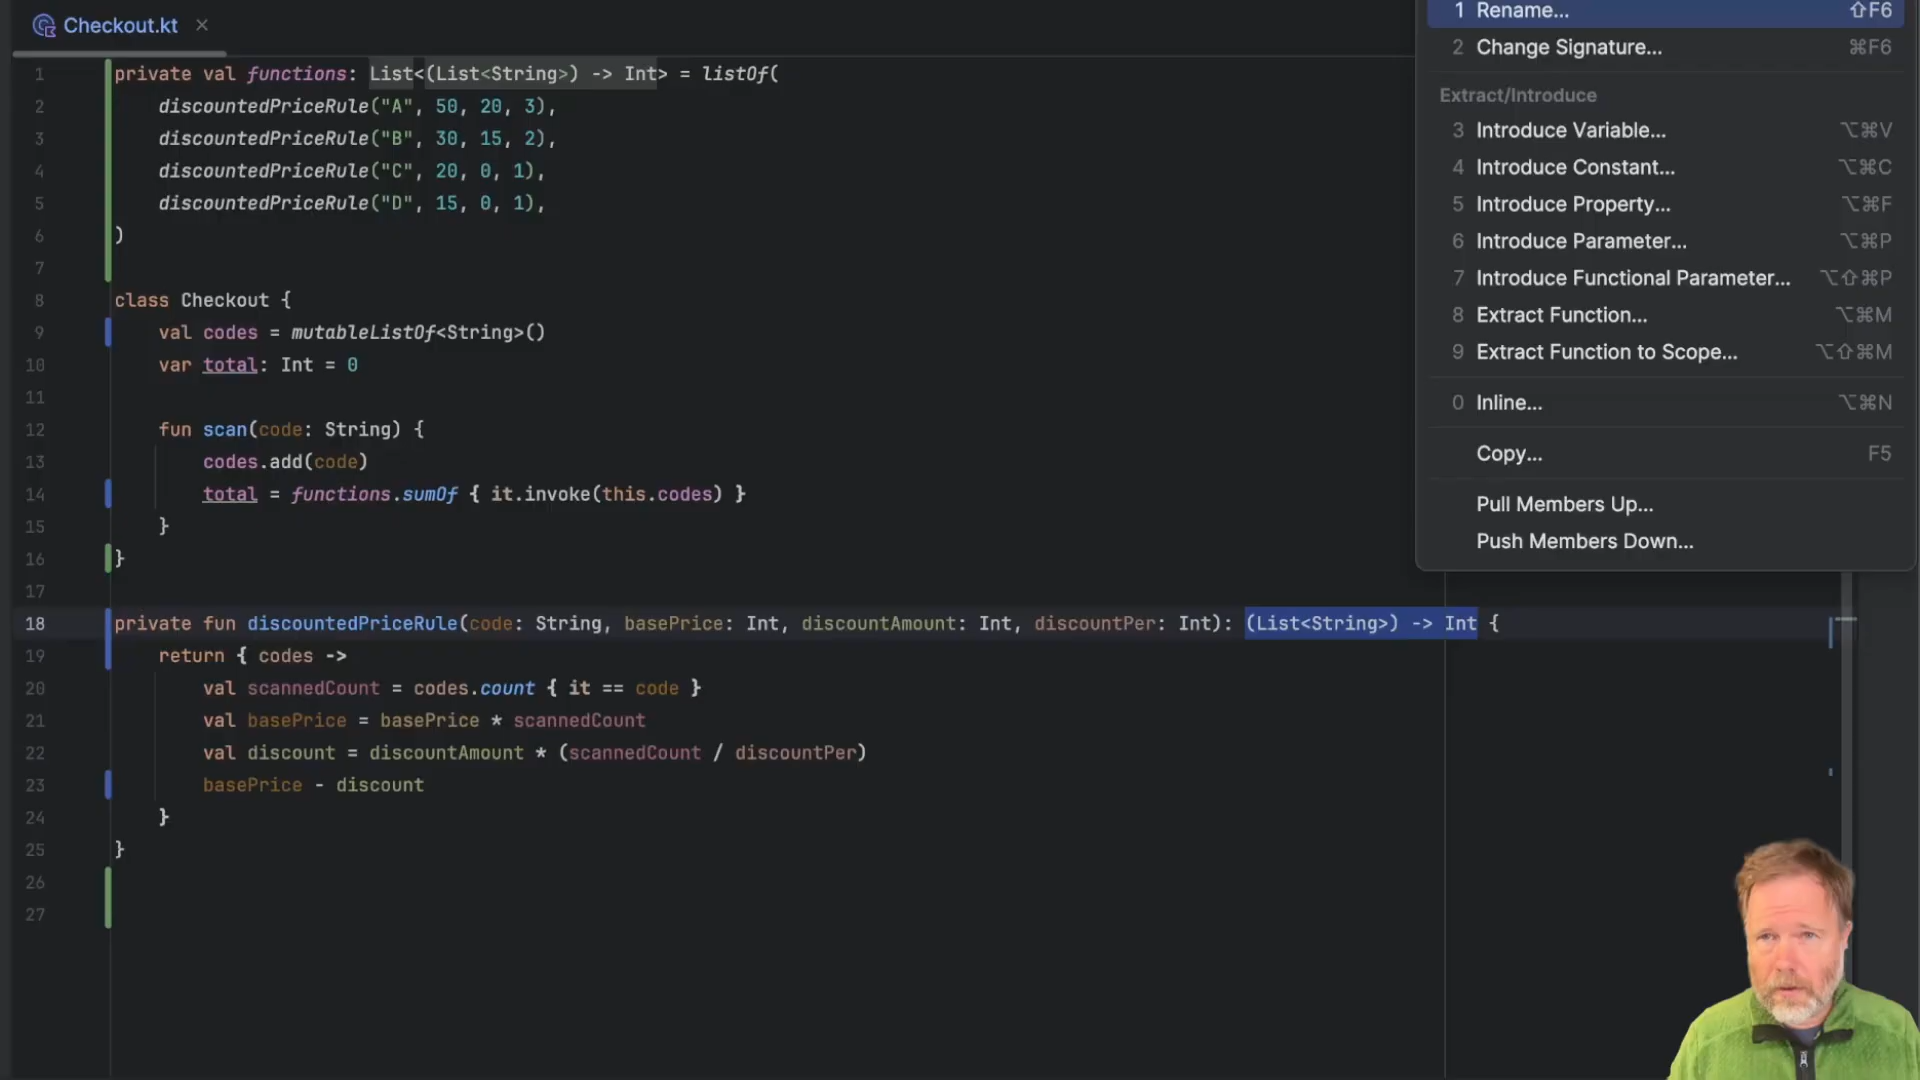 Checkout.kt
1 private val functions: List<(List<String>) -> Int> = listOf(
2 discountedPriceRule("A", 50, 20, 3),
3 discountedPriceRule("B", 30, 15, 2),
4 discountedPriceRule("C", 20, 0, 1),
5 discountedPriceRule("D", 15, 0, 1),
6 )
7
8 class Checkout {
9 val codes = mutableListOf<String>()
10 var total: Int = 0
11
12 fun scan(code: String) {
13 codes.add(code)
14 total = functions.sumOf { it.invoke(this.codes) }
15 }
16 }
17
18 private fun discountedPriceRule(code: String, basePrice: Int, discountAmount: Int, discountPer: Int): (List<String>) -> Int {
19 return { codes ->
20 val scannedCount = codes.count { it == code }
21 val basePrice = basePrice * scannedCount
22 val discount = discountAmount * (scannedCount / discountPer)
23 basePrice - discount
24 }
25 }
26
27
1 Rename... ⇧F6
2 Change Signature... ⌘F6
Extract/Introduce
3 Introduce Variable... ⌥⌘V
4 Introduce Constant... ⌥⌘C
5 Introduce Property... ⌥⌘F
6 Introduce Parameter... ⌥⌘P
7 Introduce Functional Parameter... ⌥⇧⌘P
8 Extract Function... ⌥⌘M
9 Extract Function to Scope... ⌥⇧⌘M
0 Inline... ⌥⌘N
Copy... F5
Pull Members Up...
Push Members Down...